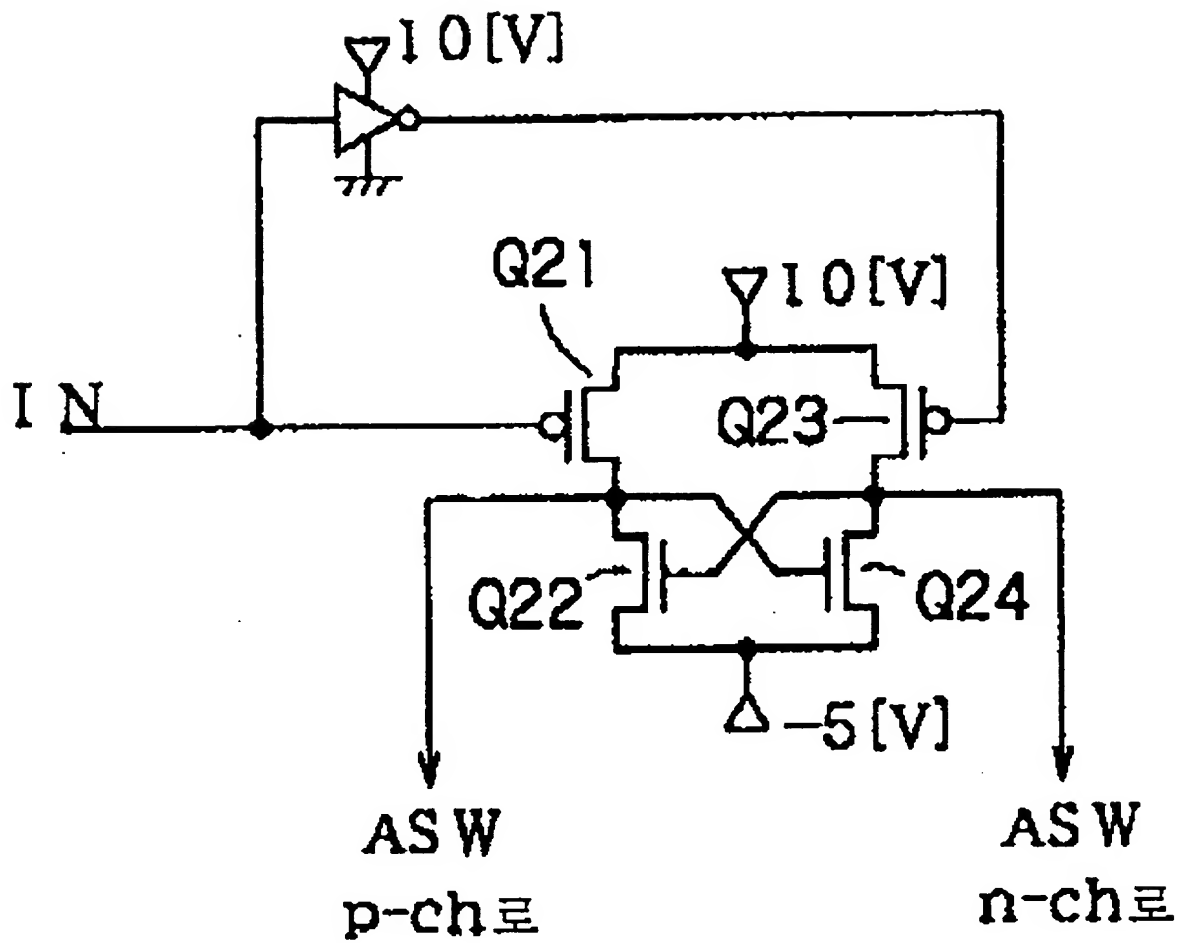 10[V]
Q21
10[V]
IN
Q23
Q22
Q24
-5[V]
ASW
p-ch로
ASW
n-ch로